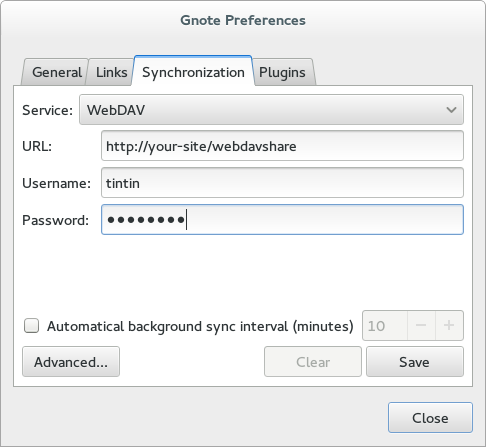 Gnote Preferences
General Links Synchronization Plugins
Service: WebDAV
URL: http://your-site/webdavshare
Username: tintin
Password: ●●●●●●●●
Automatical background sync interval (minutes) 10 − +
Advanced... Clear Save
Close